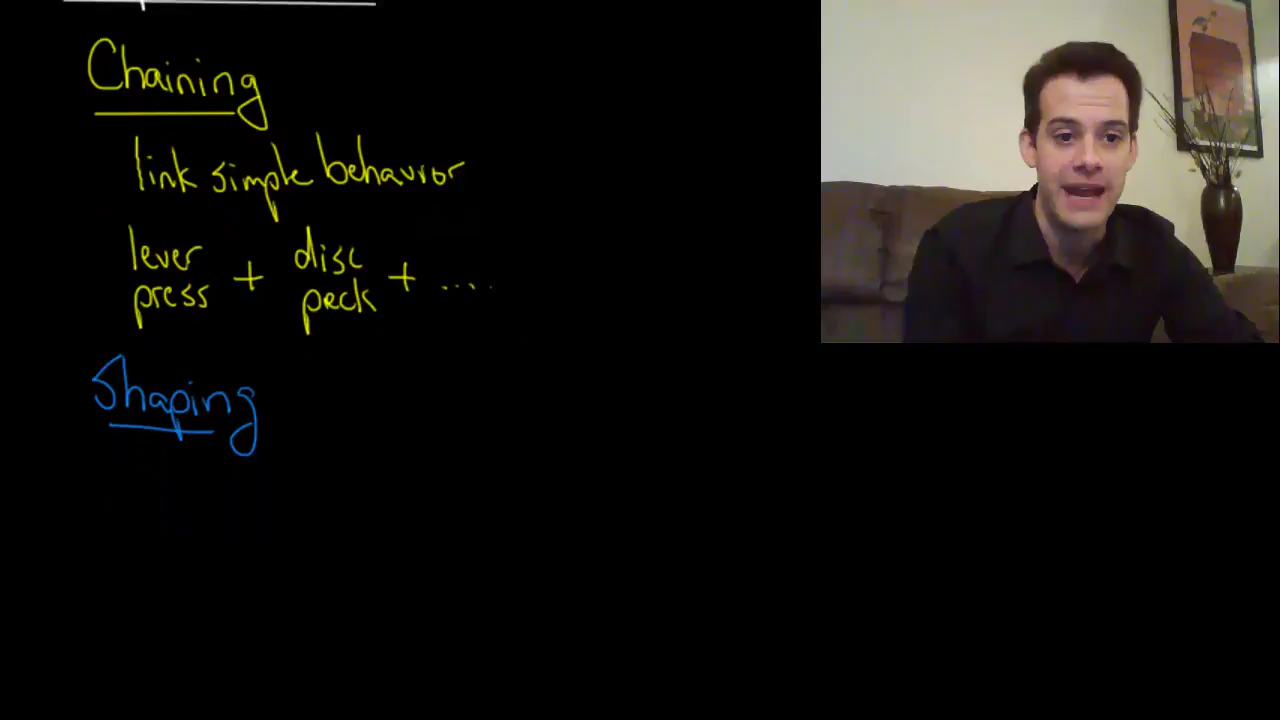 Chaining
link simple behavior
lever disc
press + peck + ....
Shaping